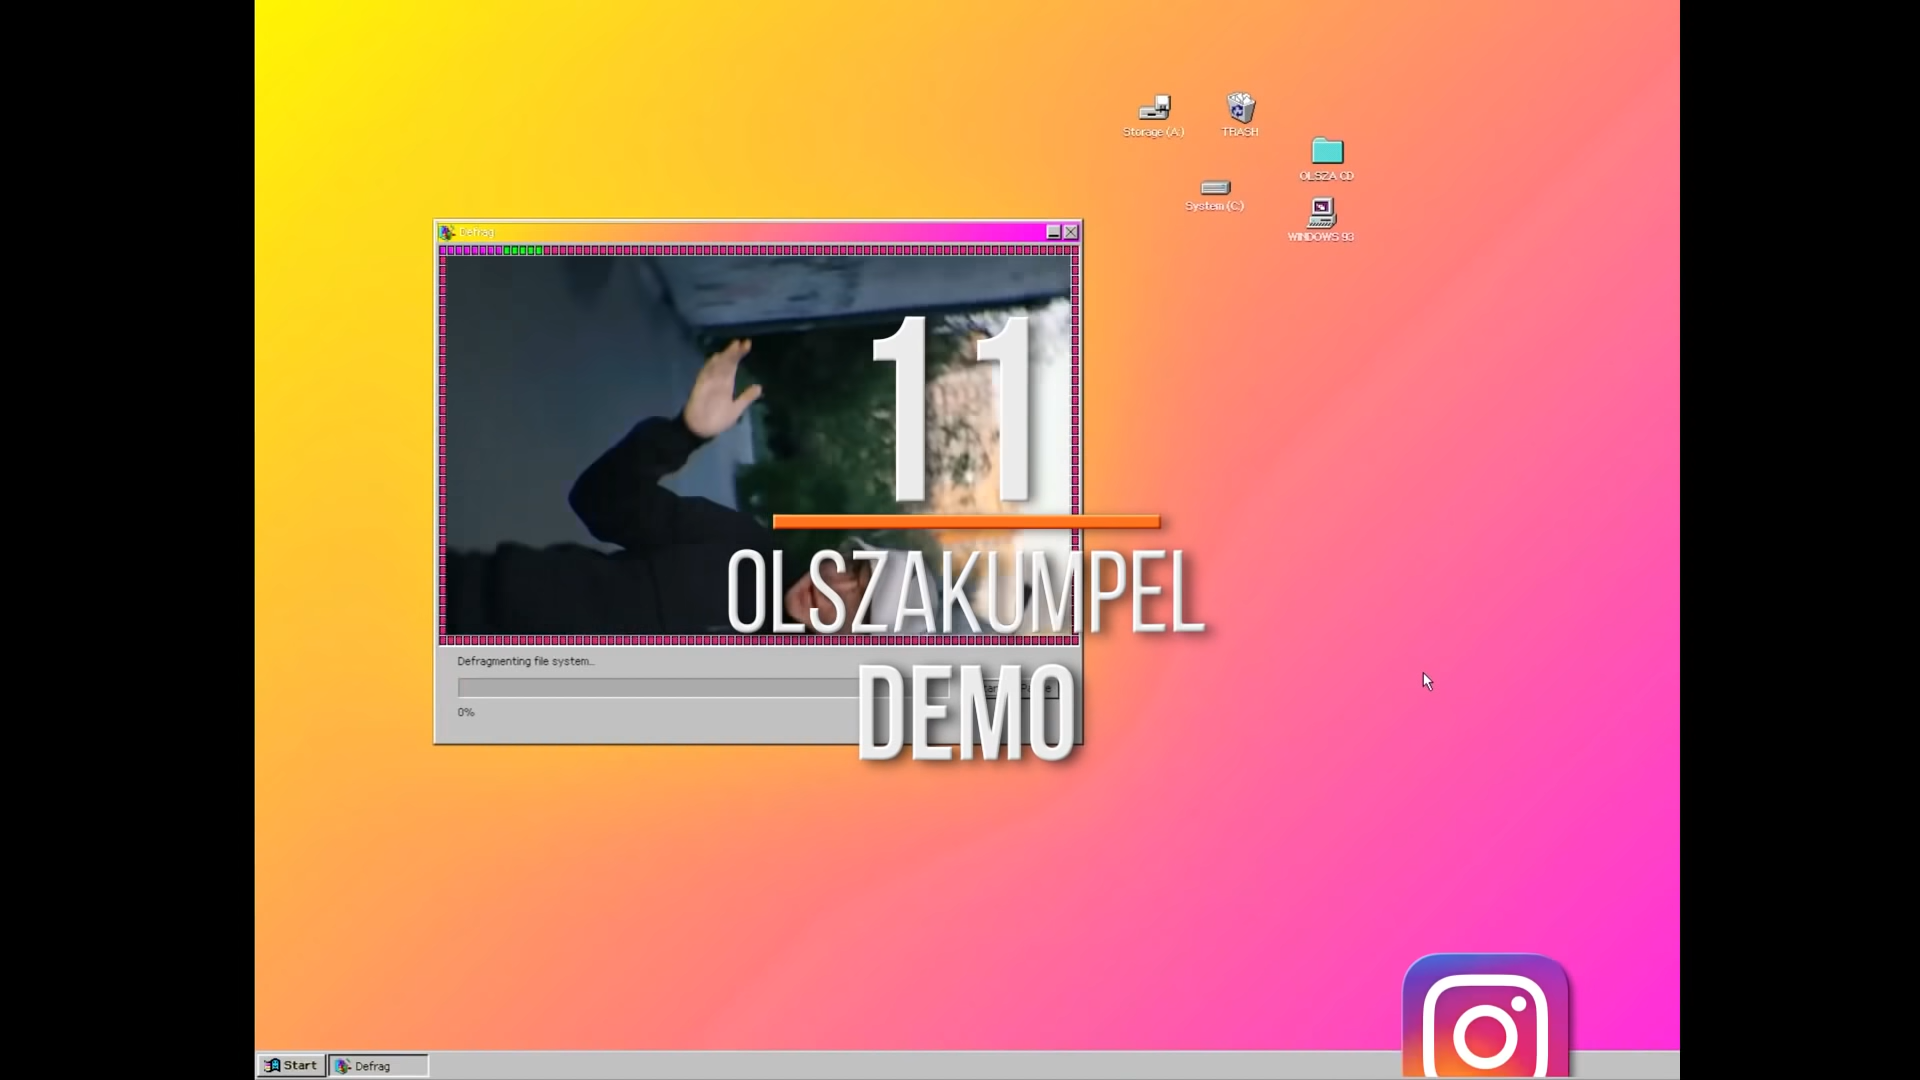 Storage (A:)
TRASH
OLSZA CD
System (C:)
WINDOWS 93
Defrag
11
OLSZAKUMPEL
DEMO
Defragmenting file system...
0%
Start
Defrag